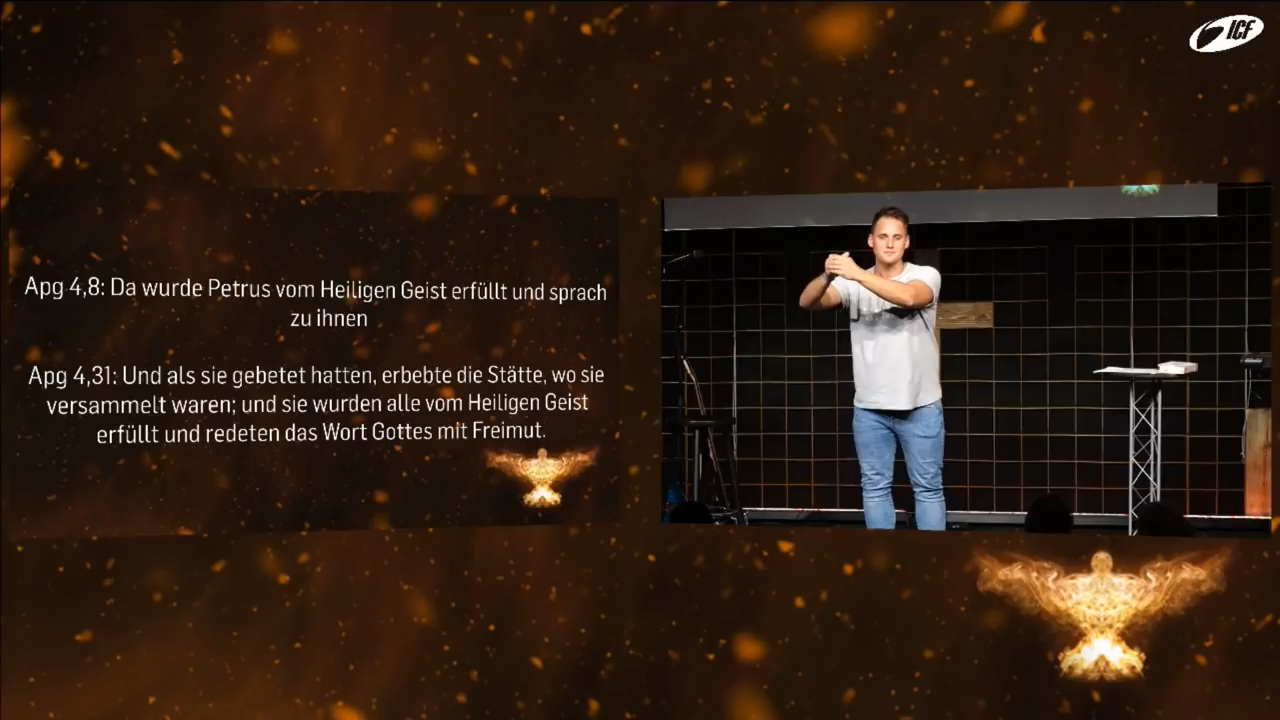 ICF
Apg 4,8: Da wurde Petrus vom Heiligen Geist erfüllt und sprach
zu ihnen
Apg 4,31: Und als sie gebetet hatten, erbebte die Stätte, wo sie
versammelt waren; und sie wurden alle vom Heiligen Geist
erfüllt und redeten das Wort Gottes mit Freimut.